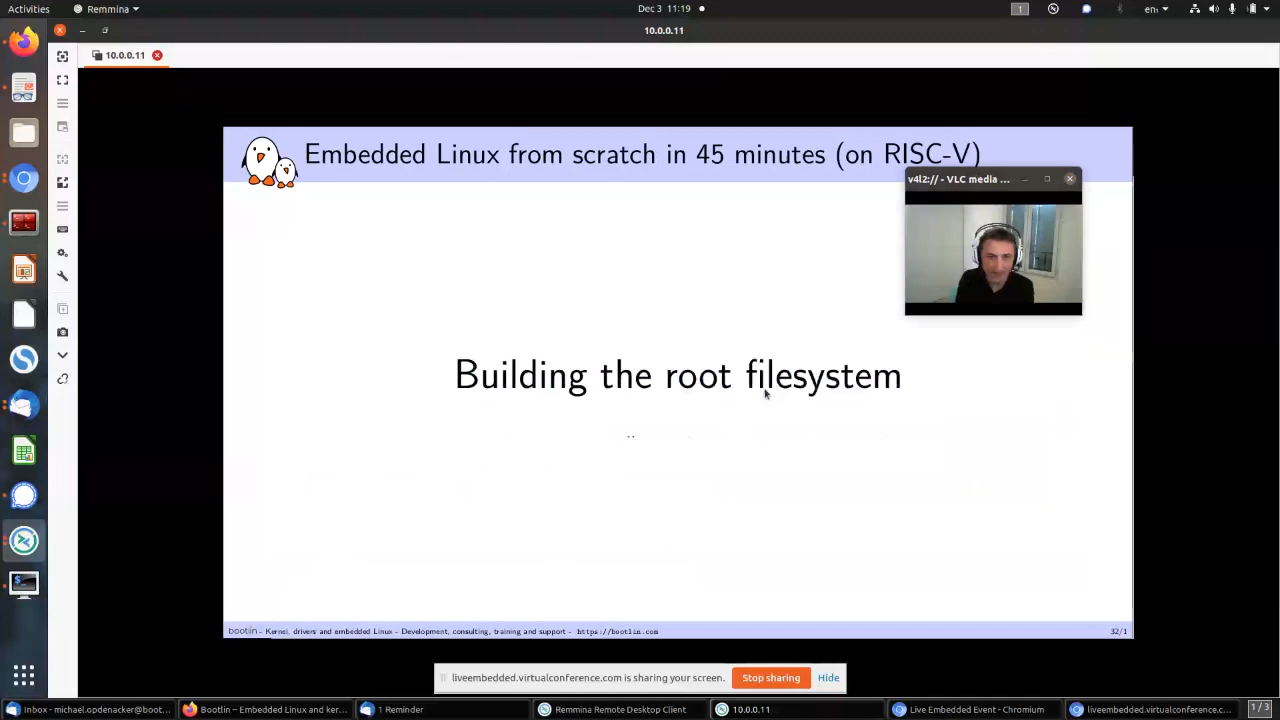 Activities
Remmina
Dec 3 11:19
1
en
10.0.0.11
10.0.0.11
Embedded Linux from scratch in 45 minutes (on RISC-V)
v4l2:// - VLC media ...
Building the root filesystem
bootlin - Kernel, drivers and embedded Linux - Development, consulting, training and support - https://bootlin.com
32/1
liveembedded.virtualconference.com is sharing your screen.
Stop sharing
Hide
Inbox - michael.opdenacker@boot...
Bootlin – Embedded Linux and ker...
1 Reminder
Remmina Remote Desktop Client
10.0.0.11
Live Embedded Event - Chromium
liveembedded.virtualconference.c...
1 / 3